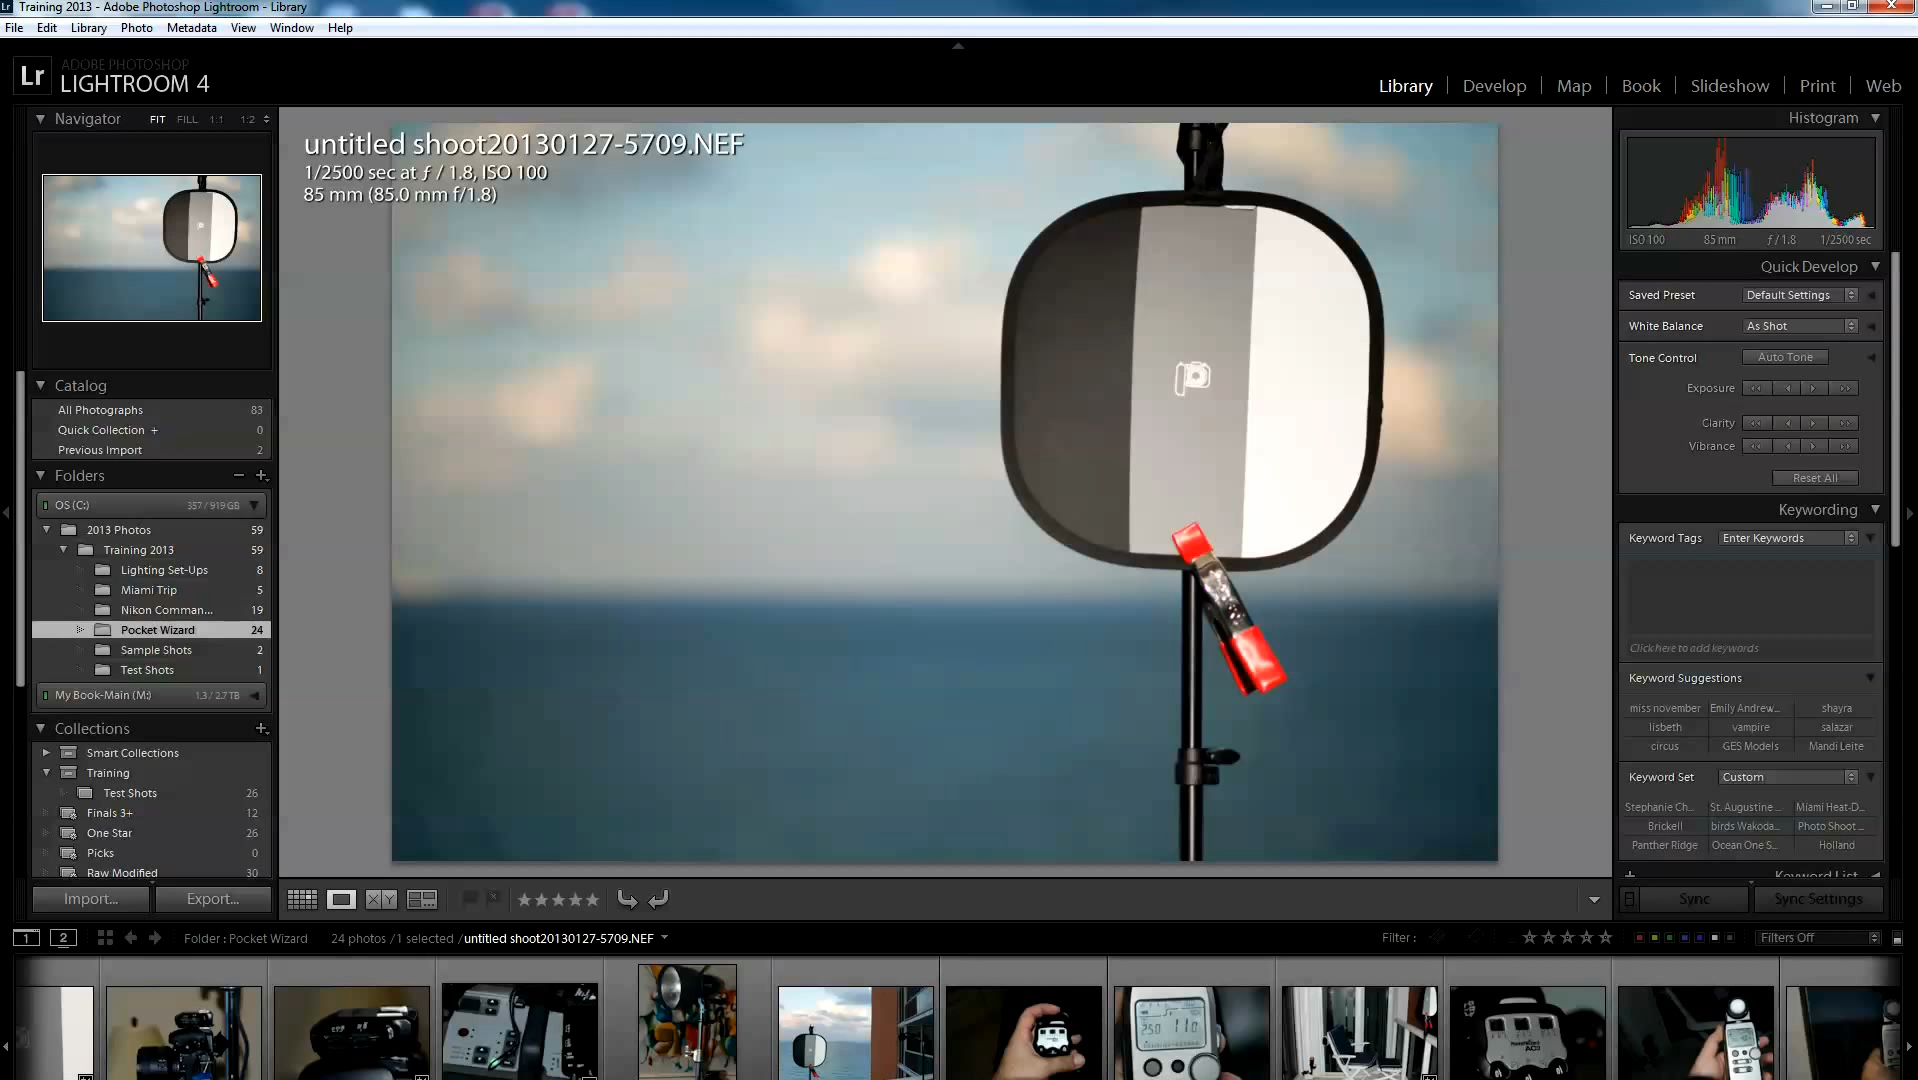 Training 2013 - Adobe Photoshop Lightroom - Library
File Edit Library Photo Metadata View Window Help
Lr ADOBE PHOTOSHOP
LIGHTROOM 4
Library Develop Map Book Slideshow Print Web
Navigator FIT FILL 1:1 1:2
untitled shoot20130127-5709.NEF
1/2500 sec at ƒ / 1.8, ISO 100
85 mm (85.0 mm f/1.8)
Catalog
All Photographs 83
Quick Collection + 0
Previous Import 2
Folders
OS (C:) 357 / 919 GB
2013 Photos 59
Training 2013 59
Lighting Set-Ups 8
Miami Trip 5
Nikon Comman... 19
Pocket Wizard 24
Sample Shots 2
Test Shots 1
My Book-Main (M:) 1.3 / 2.7 TB
Collections
Smart Collections
Training
Test Shots 26
Finals 3+ 12
One Star 26
Picks 0
Raw Modified 30
Import... Export...
Histogram
ISO 100 85 mm ƒ / 1.8 1/2500 sec
Quick Develop
Saved Preset Default Settings
White Balance As Shot
Tone Control Auto Tone
Exposure
Clarity
Vibrance
Reset All
Keywording
Keyword Tags Enter Keywords
Click here to add keywords
Keyword Suggestions
miss november Emily Andrew... shayra
lisbeth vampire salazar
circus GES Models Mandi Leite
Keyword Set Custom
Stephanie Ch... St. Augustine ... Miami Heat-D...
Brickell birds Wakoda... Photo Shoot ...
Panther Ridge Ocean One S... Holland
Keyword List
XY
Sync Sync Settings
1 2 Folder : Pocket Wizard 24 photos / 1 selected / untitled shoot20130127-5709.NEF Filter : Filters Off